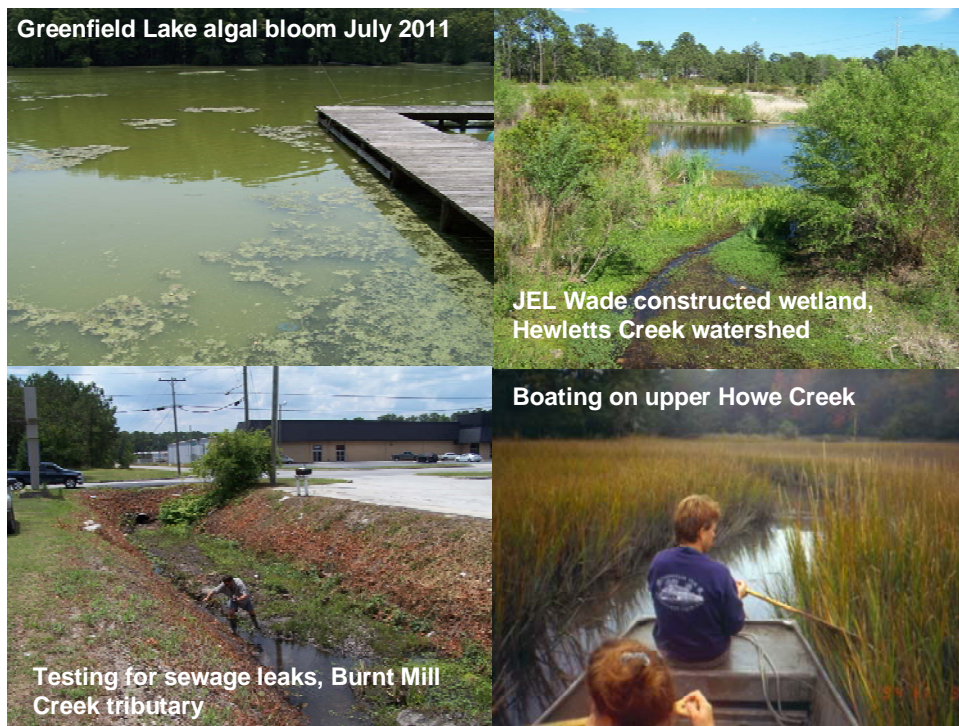 Greenfield Lake algal bloom July 2011
JEL Wade constructed wetland,
Hewletts Creek watershed
Testing for sewage leaks, Burnt Mill
Creek tributary
Boating on upper Howe Creek